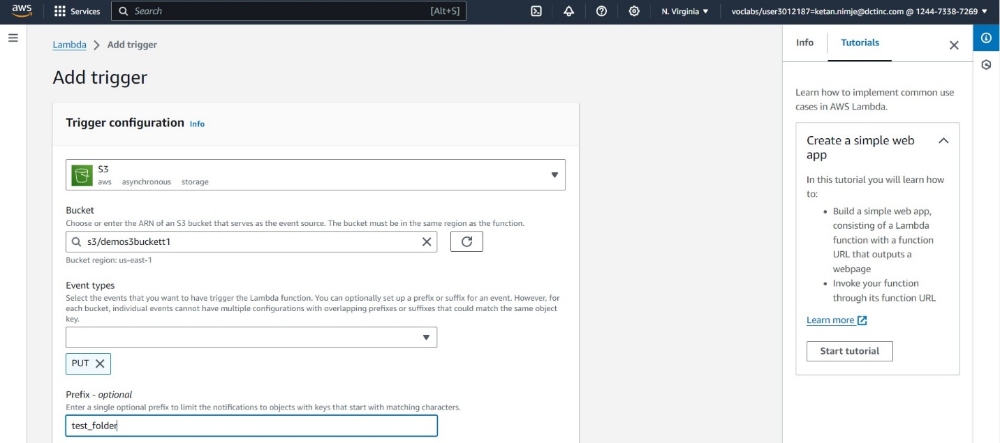 aws
Services
Search [Alt+S]
N. Virginia
voclabs/user3012187=ketan.nimje@dctinc.com @ 1244-7338-7269
Lambda > Add trigger
Add trigger
Trigger configuration Info
S3
aws asynchronous storage
Bucket
Choose or enter the ARN of an S3 bucket that serves as the event source. The bucket must be in the same region as the function.
s3/demos3buckett1
Bucket region: us-east-1
Event types
Select the events that you want to have trigger the Lambda function. You can optionally set up a prefix or suffix for an event. However, for
each bucket, individual events cannot have multiple configurations with overlapping prefixes or suffixes that could match the same object
key.
PUT
Prefix - optional
Enter a single optional prefix to limit the notifications to objects with keys that start with matching characters.
test_folder
Info
Tutorials
Learn how to implement common use
cases in AWS Lambda.
Create a simple web
app
In this tutorial you will learn how
to:
• Build a simple web app,
consisting of a Lambda
function with a function
URL that outputs a
webpage
• Invoke your function
through its function URL
Learn more
Start tutorial